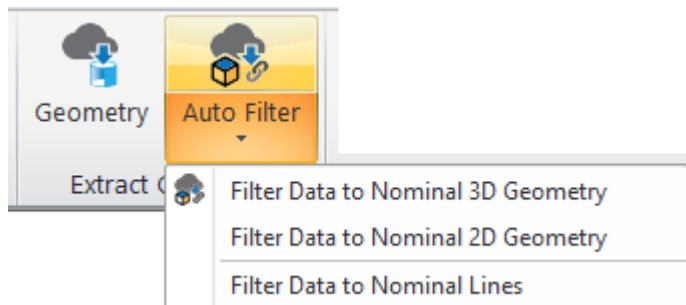 Geometry
Auto Filter
Extract
Filter Data to Nominal 3D Geometry
Filter Data to Nominal 2D Geometry
Filter Data to Nominal Lines